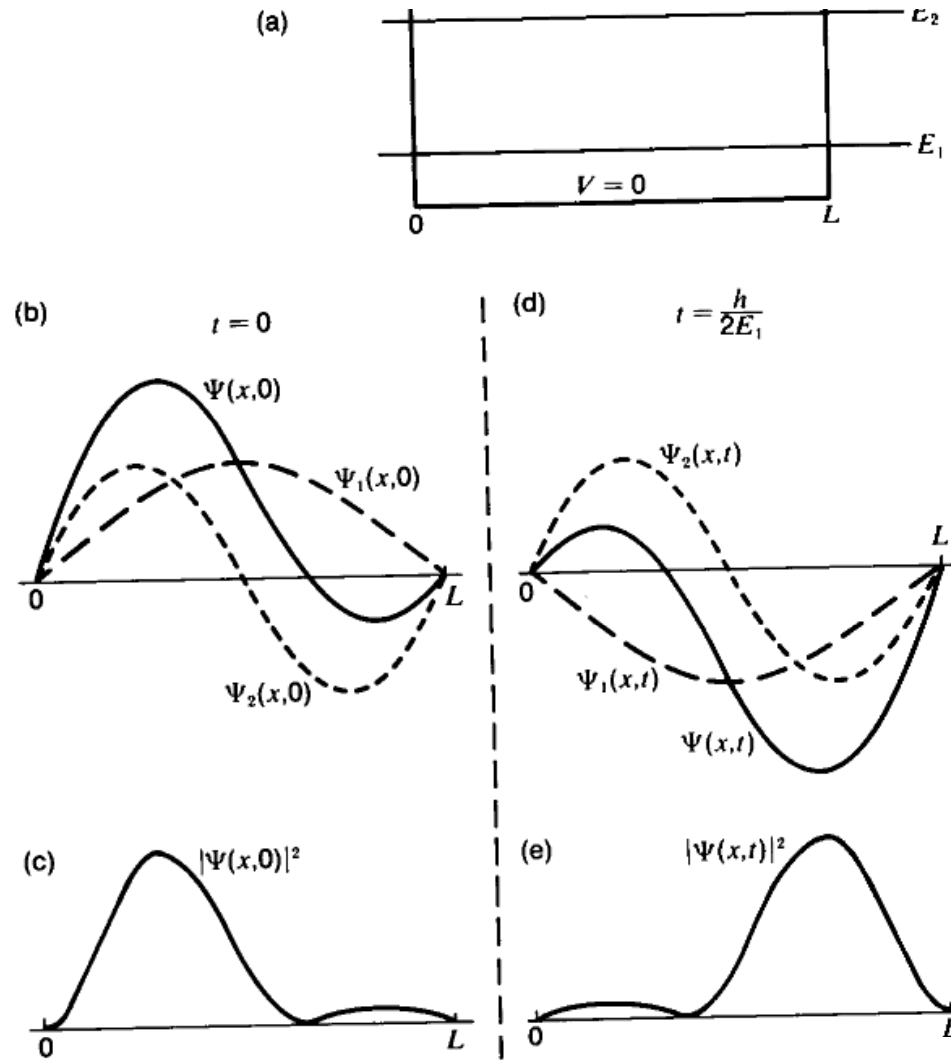 (a)
E₂
E₁
V = 0
0
L
(b)
t = 0
Ψ(x,0)
Ψ₁(x,0)
0
L
Ψ₂(x,0)
(d)
t = h/2E₁
Ψ₂(x,t)
L
0
Ψ₁(x,t)
Ψ(x,t)
(c)
|Ψ(x,0)|²
0
L
(e)
|Ψ(x,t)|²
0
L